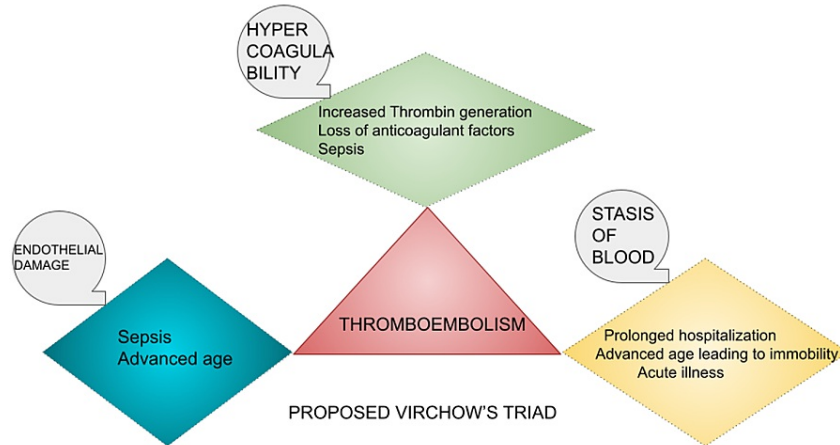 HYPER
COAGULA
BILITY
Increased Thrombin generation
Loss of anticoagulant factors
Sepsis
ENDOTHELIAL
DAMAGE
STASIS
OF
BLOOD
Sepsis
Advanced age
THROMBOEMBOLISM
Prolonged hospitalization
Advanced age leading to immobility
Acute illness
PROPOSED VIRCHOW'S TRIAD